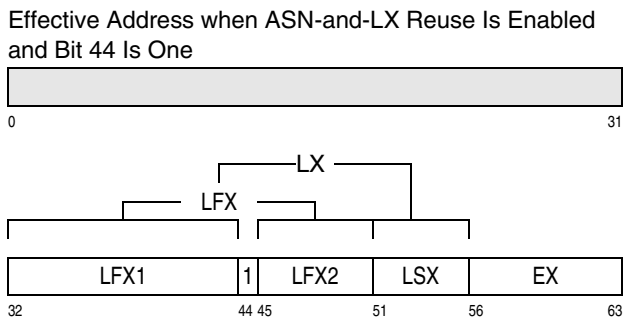 Effective Address when ASN-and-LX Reuse Is Enabled
and Bit 44 Is One
0 31
LX
LFX
LFX1 1 LFX2 LSX EX
32 44 45 51 56 63